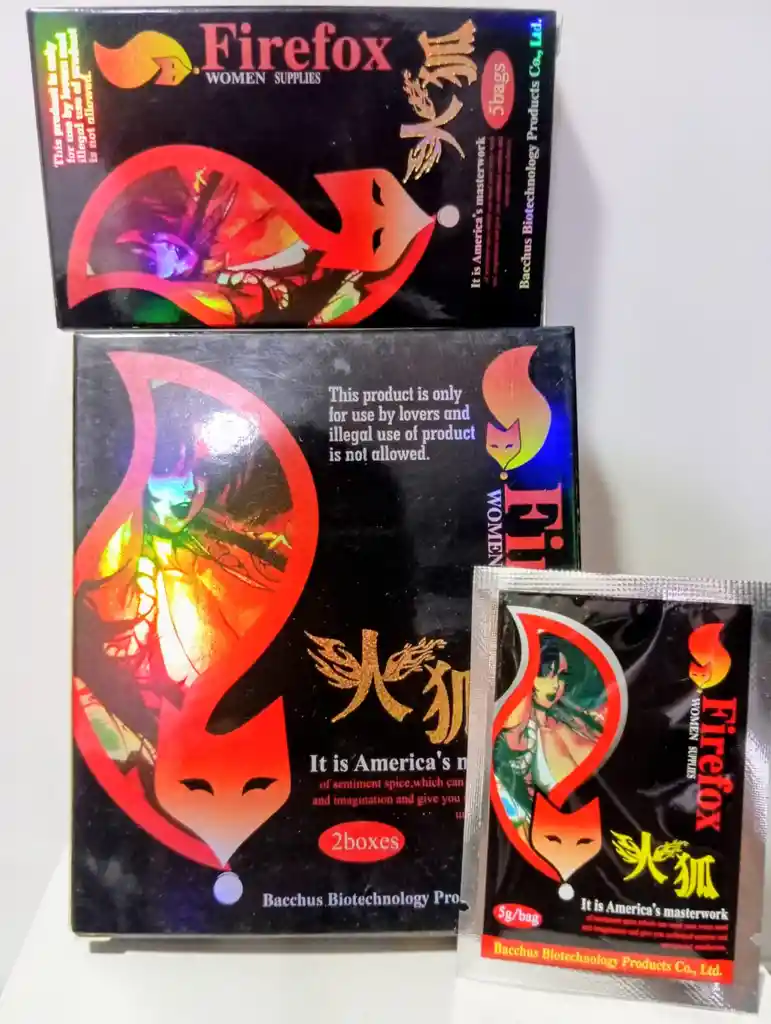 Firefox
WOMEN SUPPLIES
火狐
5bags
This product is only
for use by lovers and
illegal use of product
is not allowed.
It is America's masterwork
Bacchus Biotechnology Products Co., Ltd.
This product is only
for use by lovers and
illegal use of product
is not allowed.
WOMEN
火狐
It is America's
of sentiment spice,which can
and imagination and give you
2boxes
Bacchus Biotechnology Pro
Firefox
WOMEN SUPPLIES
火狐
It is America's masterwork
5g/bag
Bacchus Biotechnology Products Co., Ltd.